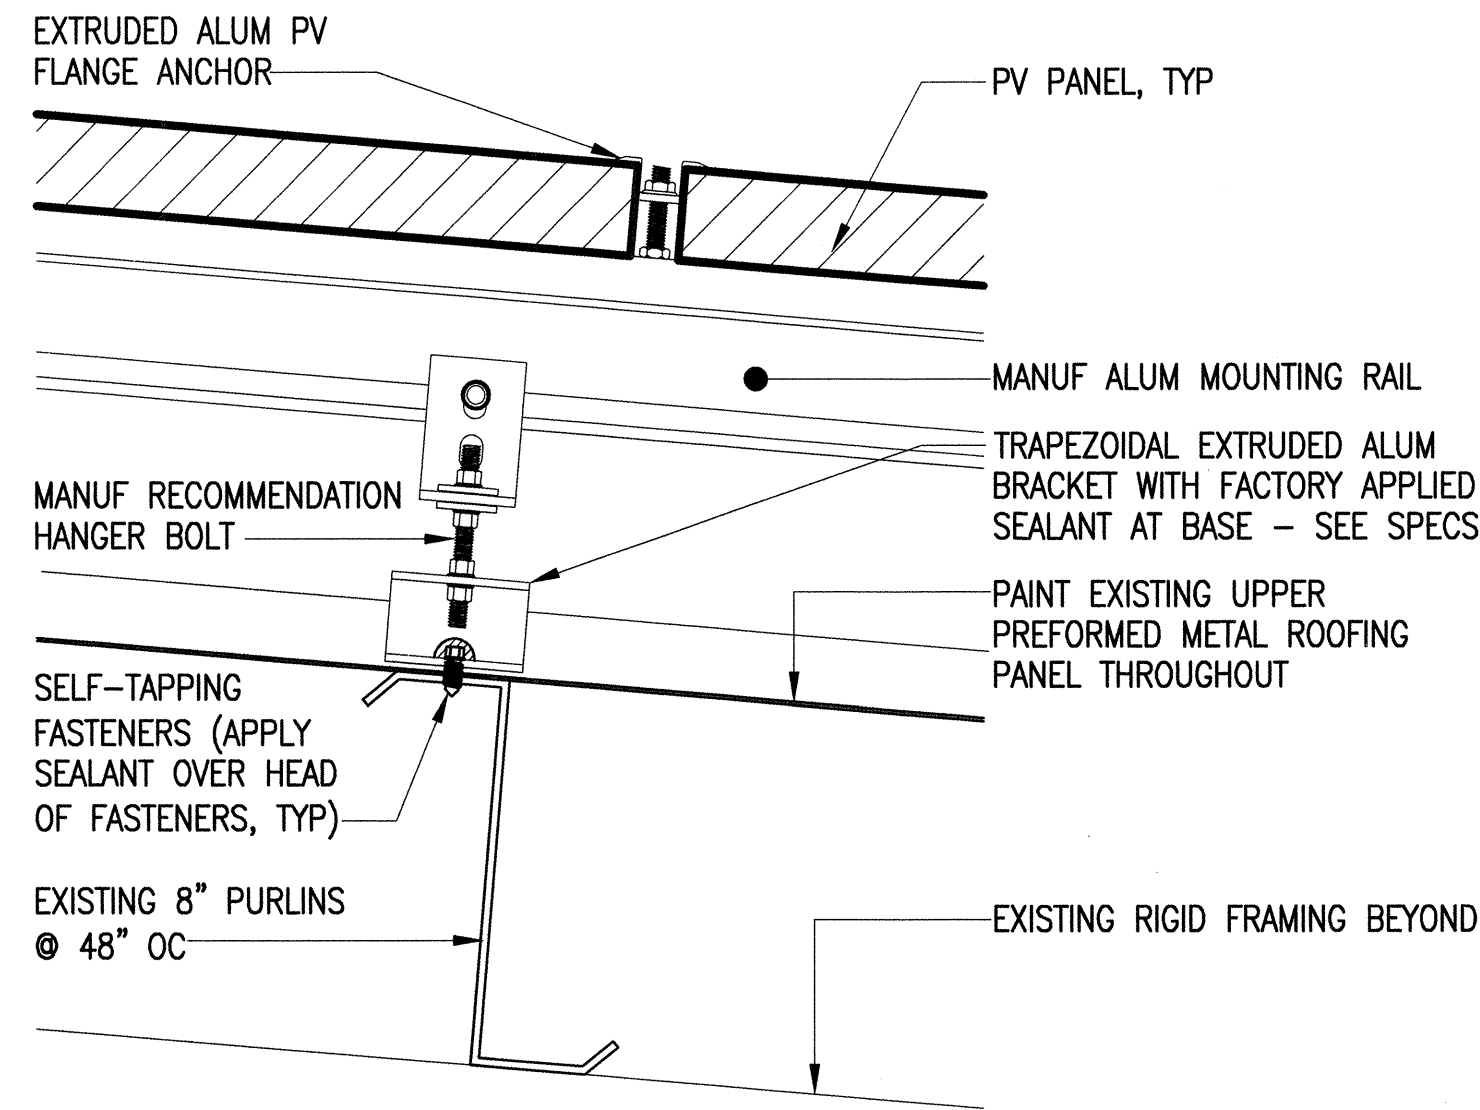 EXTRUDED ALUM PV
FLANGE ANCHOR
PV PANEL, TYP
MANUF ALUM MOUNTING RAIL
TRAPEZOIDAL EXTRUDED ALUM
BRACKET WITH FACTORY APPLIED
SEALANT AT BASE – SEE SPECS
MANUF RECOMMENDATION
HANGER BOLT
PAINT EXISTING UPPER
PREFORMED METAL ROOFING
PANEL THROUGHOUT
SELF-TAPPING
FASTENERS (APPLY
SEALANT OVER HEAD
OF FASTENERS, TYP)
EXISTING 8" PURLINS
@ 48" OC
EXISTING RIGID FRAMING BEYOND